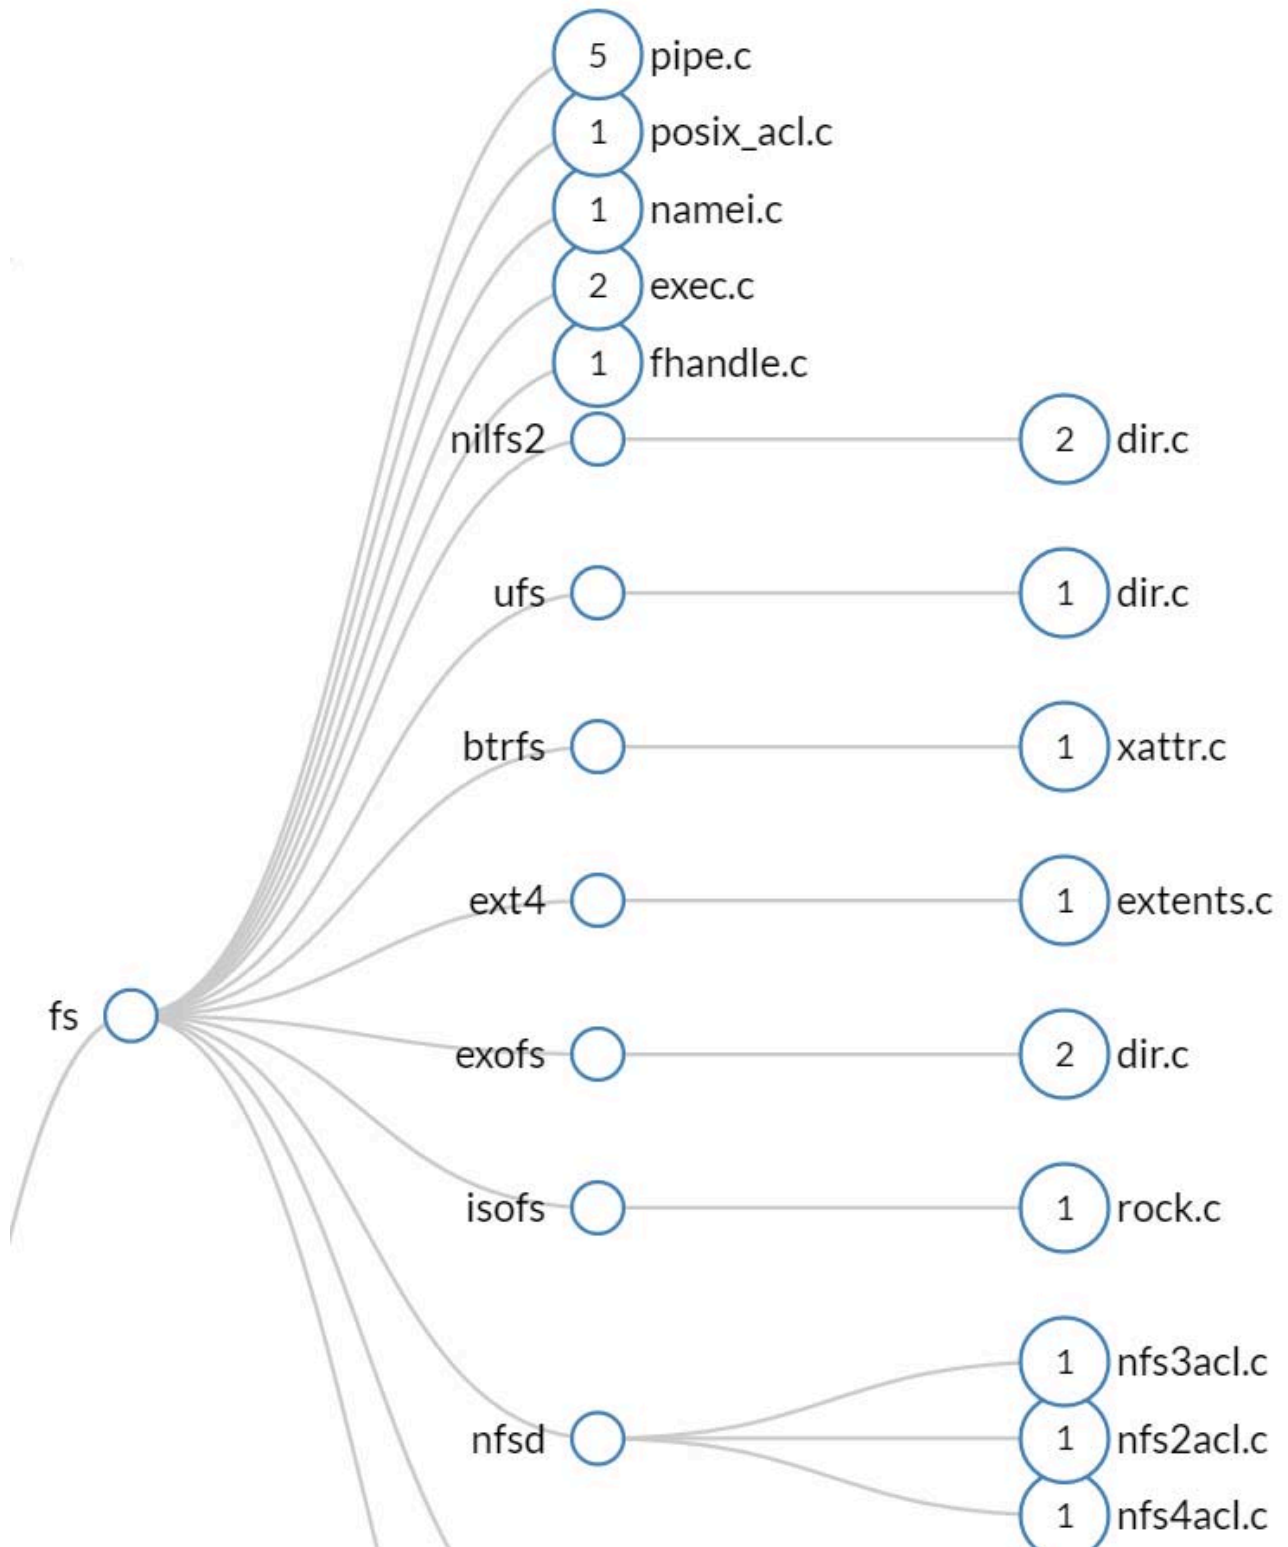 5 pipe.c
1 posix_acl.c
1 namei.c
2 exec.c
1 fhandle.c
nilfs2 2 dir.c
ufs 1 dir.c
btrfs 1 xattr.c
ext4 1 extents.c
fs
exofs 2 dir.c
isofs 1 rock.c
1 nfs3acl.c
nfsd 1 nfs2acl.c
1 nfs4acl.c